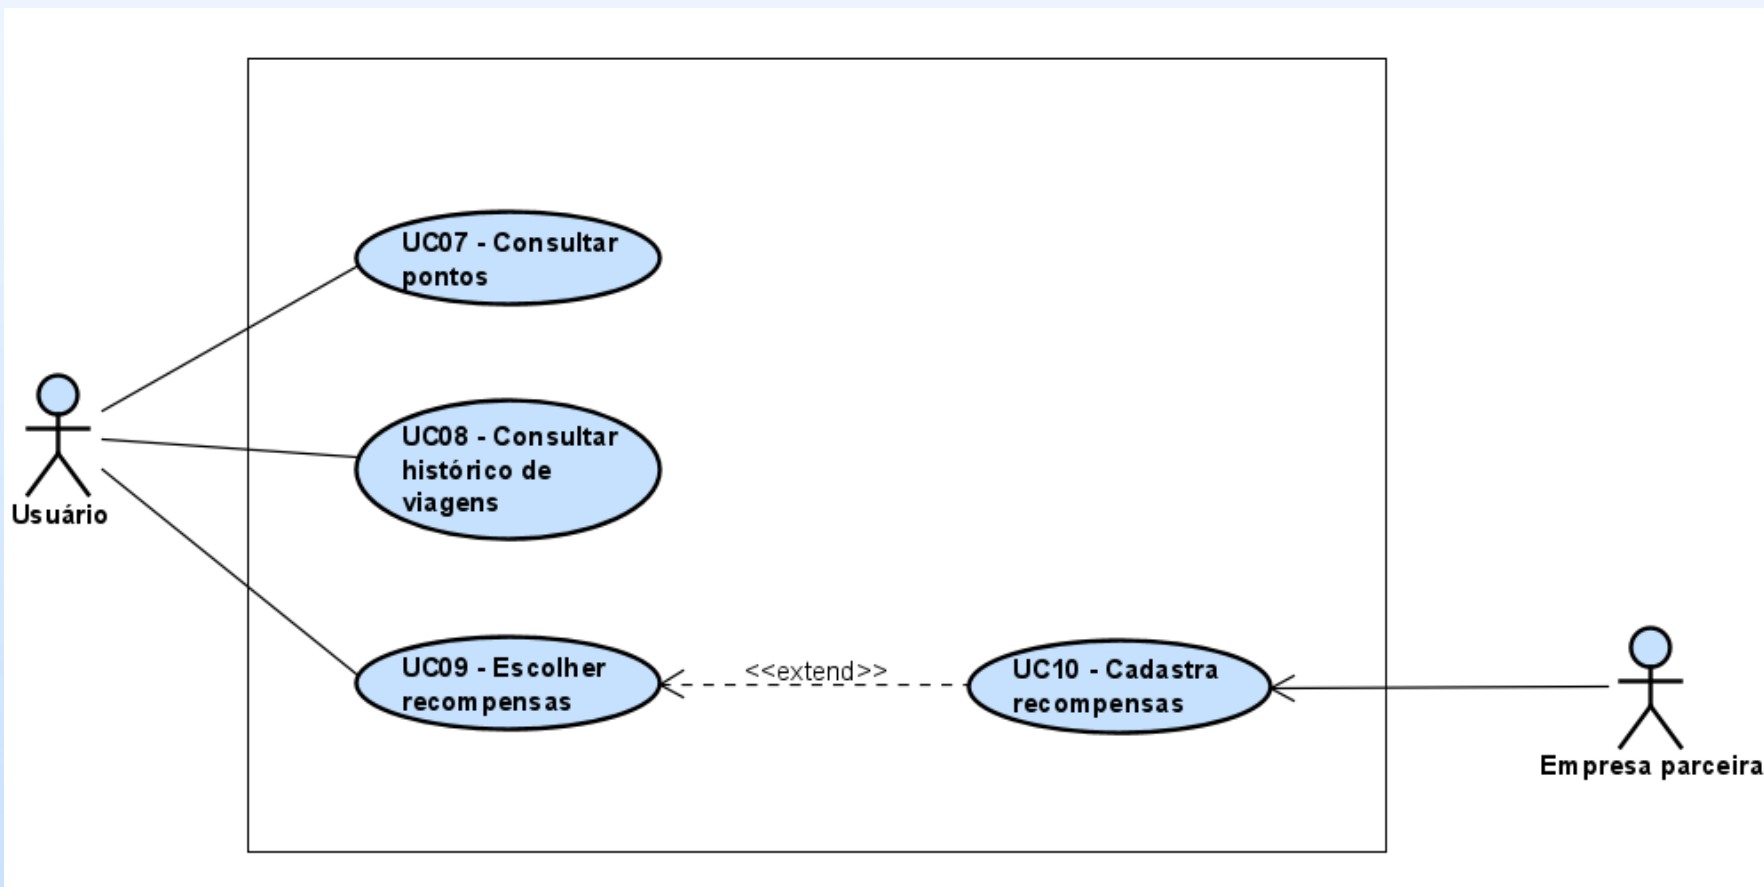 UC07 - Consultar
pontos
UC08 - Consultar
histórico de
viagens
Usuário
UC09 - Escolher
recompensas
<<extend>>
UC10 - Cadastra
recompensas
Empresa parceira